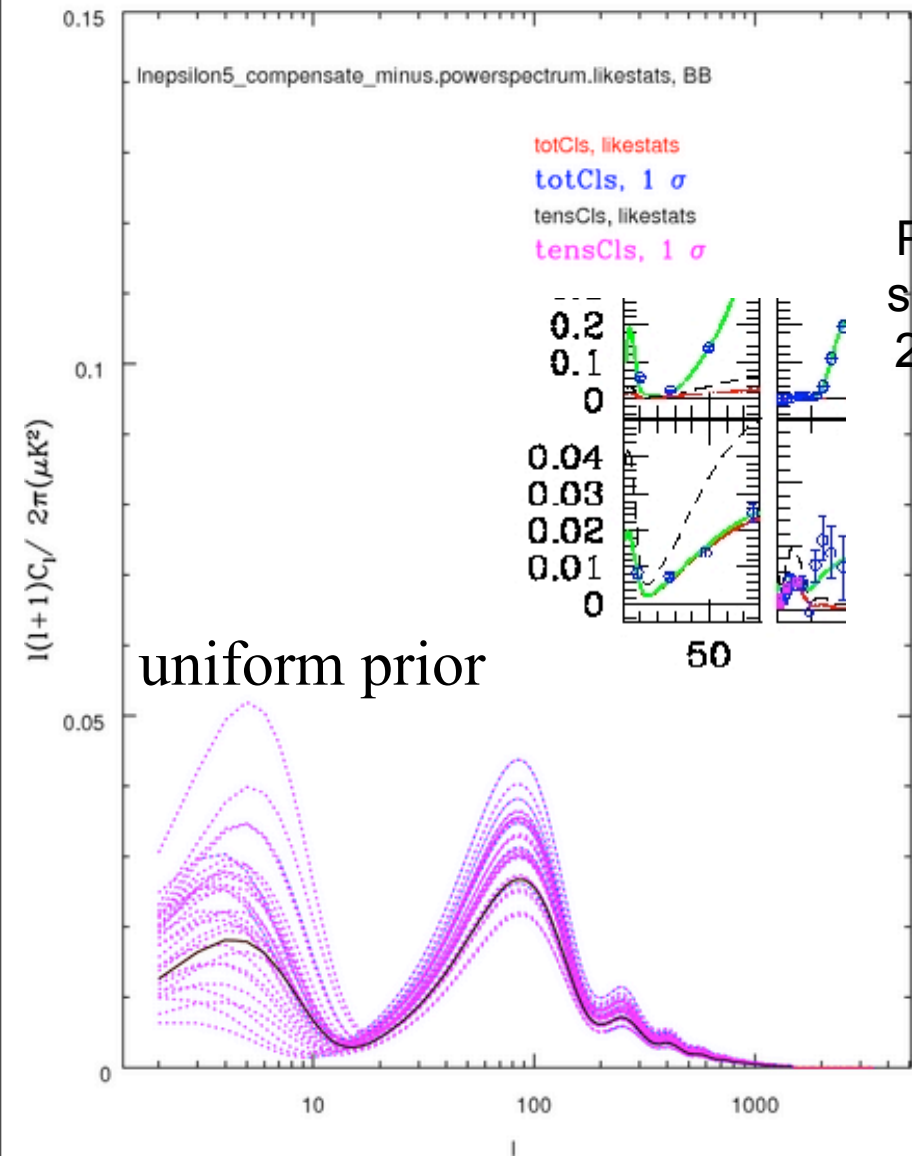 0.15
lnepsilon5_compensate_minus.powerspectrum.likestats, BB
totCls, likestats
totCls, 1 σ
tensCls, likestats
tensCls, 1 σ
0.2
0.1
0
0.04
0.03
0.02
0.01
0
50
0.1
l(l+1)C_l/ 2π(μK²)
uniform prior
0.05
0
10
100
1000
l